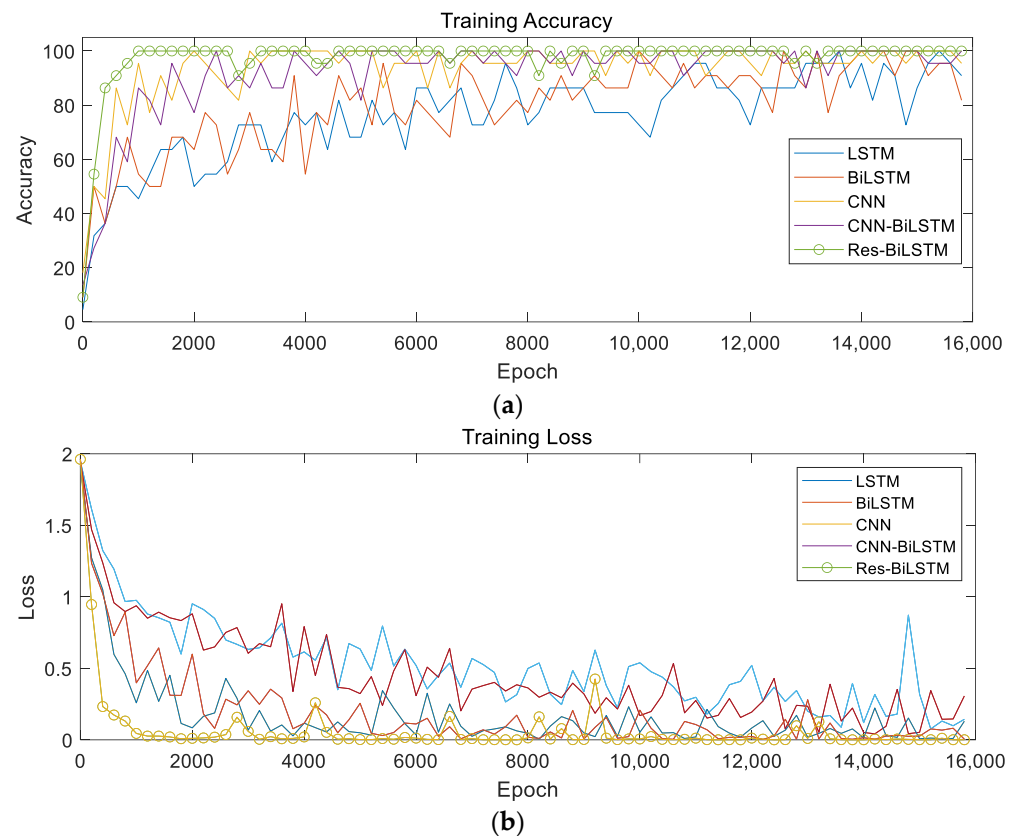 Training Accuracy
100
80
60
40
20
0
Accuracy
LSTM
BiLSTM
CNN
CNN-BiLSTM
Res-BiLSTM
0 2000 4000 6000 8000 10,000 12,000 14,000 16,000
Epoch
(a)
Training Loss
2
1.5
1
0.5
0
Loss
LSTM
BiLSTM
CNN
CNN-BiLSTM
Res-BiLSTM
0 2000 4000 6000 8000 10,000 12,000 14,000 16,000
Epoch
(b)